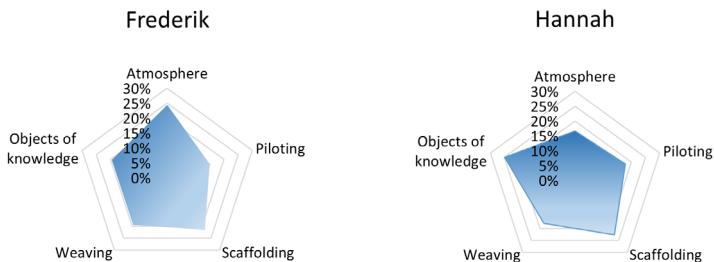 Frederik
Atmosphere
30%
25%
20%
15%
10%
5%
0%
Piloting
Scaffolding
Weaving
Objects of
knowledge
Hannah
Atmosphere
30%
25%
20%
15%
10%
5%
0%
Piloting
Scaffolding
Weaving
Objects of
knowledge